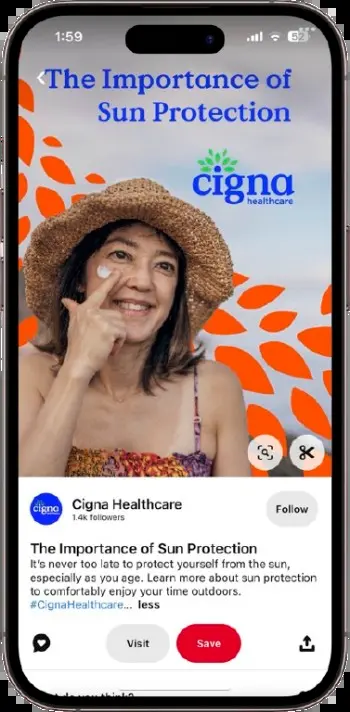 1:59
52
The Importance of
Sun Protection
cigna
healthcare
cigna
Cigna Healthcare
1.4k followers
Follow
The Importance of Sun Protection
It's never too late to protect yourself from the sun,
especially as you age. Learn more about sun protection
to comfortably enjoy your time outdoors.
#CignaHealthcare... less
Visit
Save
do you think?